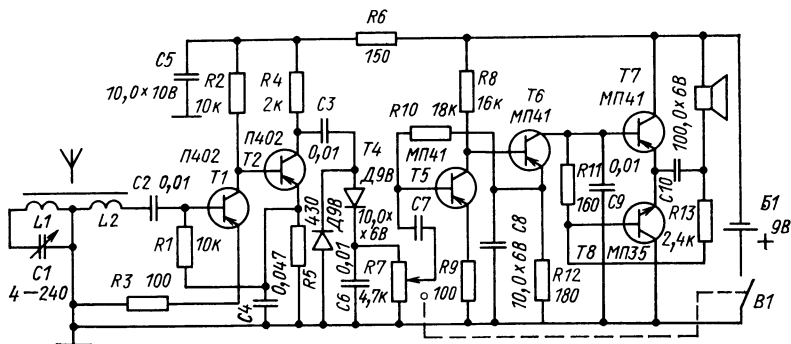 R6
150
C5
10,0×10В
R2
10к
R4
2к
C3
0,01
П402
T1
П402
T2
T4
Д9В
R10
18к
R8
16к
T6
МП41
T7
МП41
100,0×6В
C10
МП41
T5
L1
L2
C2
0,01
R1
10к
C1
4—240
R3
100
C4
0,047
R5
430
Д9В
10,0×
×6В
0,01
C6
R7
4,7к
C7
R9
100
C8
10,0×6В
R12
180
R11
160
0,01
C9
T8
МП35
R13
2,4к
Б1
9В
+
В1